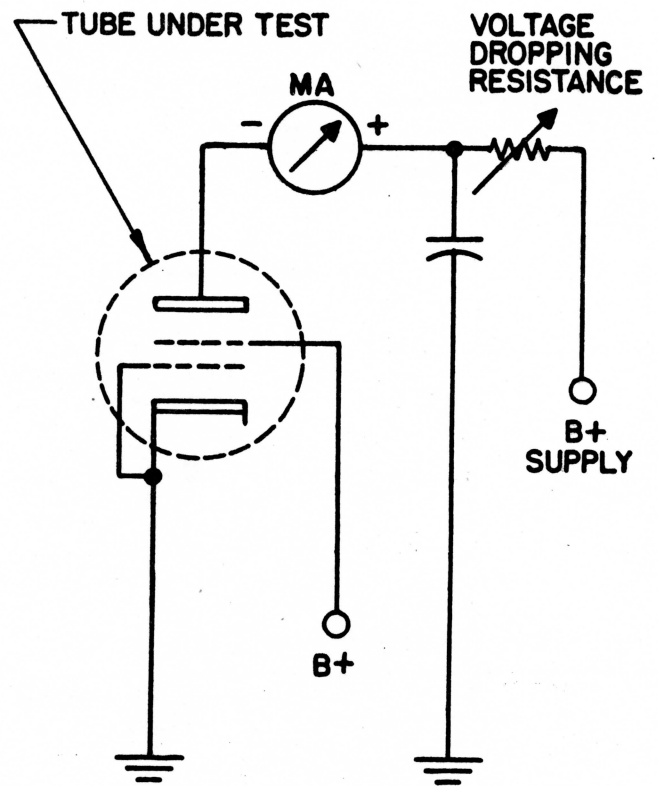 TUBE UNDER TEST
VOLTAGE
DROPPING
RESISTANCE
MA
- +
B+
SUPPLY
B+